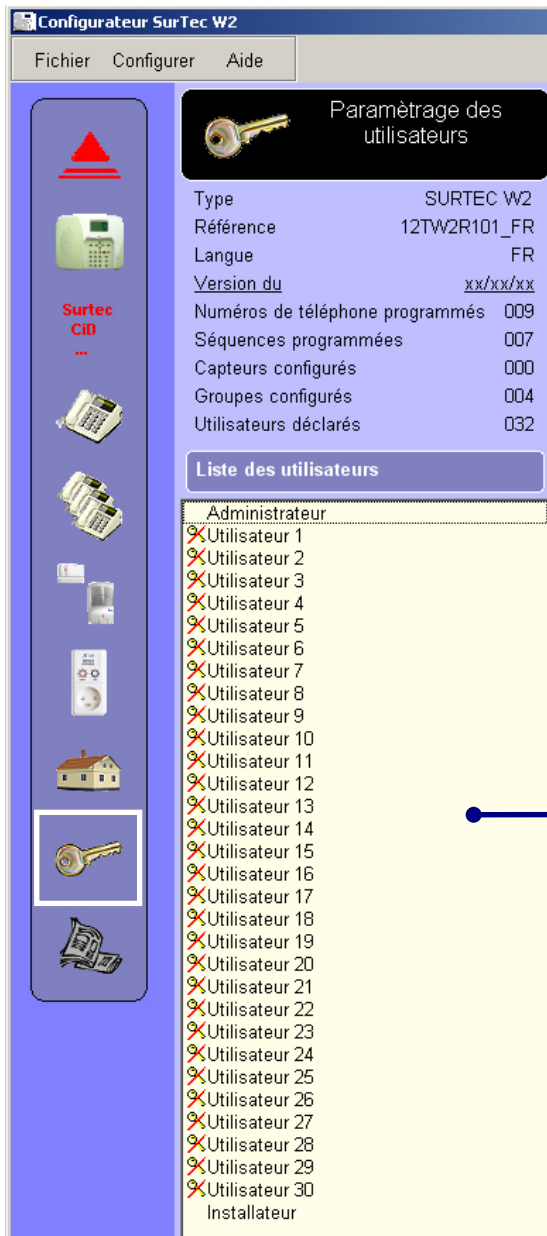 Configurateur SurTec W2
Fichier Configurer Aide
Surtec
CiD
...
Paramètrage des
utilisateurs
Type SURTEC W2
Référence 12TW2R101_FR
Langue FR
Version du xx/xx/xx
Numéros de téléphone programmés 009
Séquences programmées 007
Capteurs configurés 000
Groupes configurés 004
Utilisateurs déclarés 032
Liste des utilisateurs
Administrateur
Utilisateur 1
Utilisateur 2
Utilisateur 3
Utilisateur 4
Utilisateur 5
Utilisateur 6
Utilisateur 7
Utilisateur 8
Utilisateur 9
Utilisateur 10
Utilisateur 11
Utilisateur 12
Utilisateur 13
Utilisateur 14
Utilisateur 15
Utilisateur 16
Utilisateur 17
Utilisateur 18
Utilisateur 19
Utilisateur 20
Utilisateur 21
Utilisateur 22
Utilisateur 23
Utilisateur 24
Utilisateur 25
Utilisateur 26
Utilisateur 27
Utilisateur 28
Utilisateur 29
Utilisateur 30
Installateur